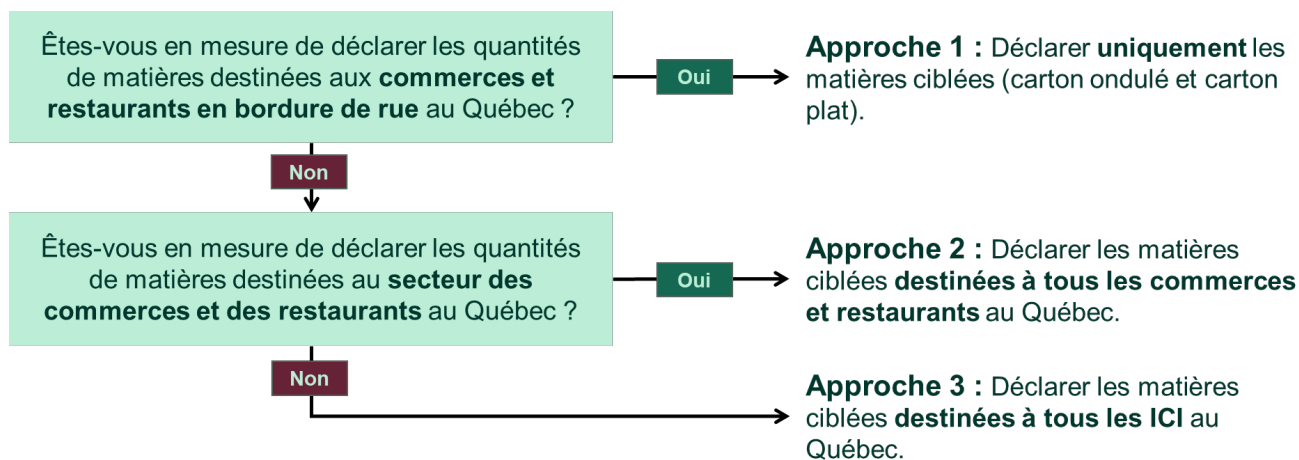 Êtes-vous en mesure de déclarer les quantités
de matières destinées aux commerces et
restaurants en bordure de rue au Québec ?
Oui
Approche 1 : Déclarer uniquement les
matières ciblées (carton ondulé et carton
plat).
Non
Êtes-vous en mesure de déclarer les quantités
de matières destinées au secteur des
commerces et des restaurants au Québec ?
Oui
Approche 2 : Déclarer les matières
ciblées destinées à tous les commerces
et restaurants au Québec.
Non
Approche 3 : Déclarer les matières
ciblées destinées à tous les ICI au
Québec.